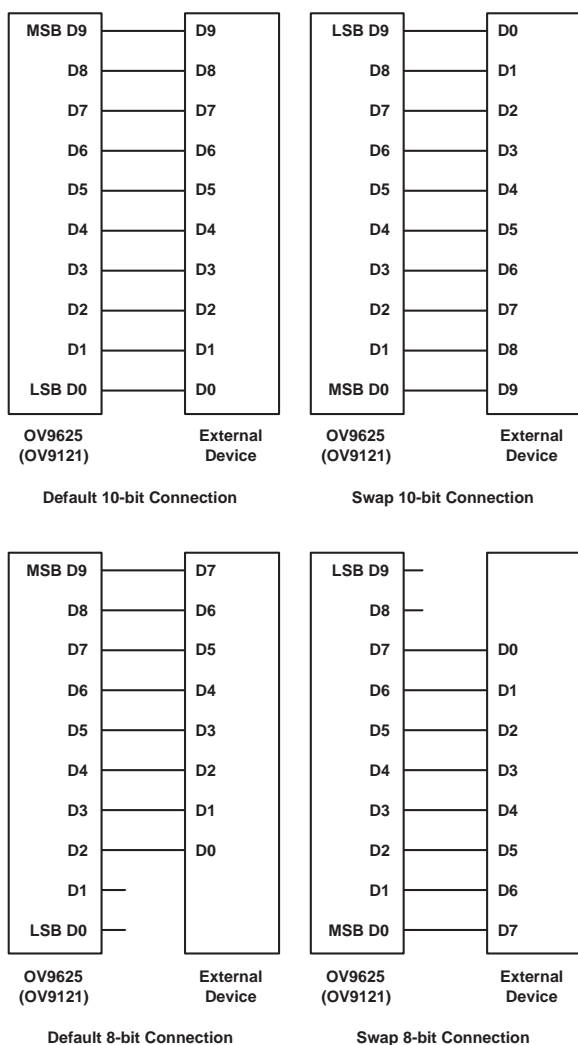 MSB D9 D9
D8 D8
D7 D7
D6 D6
D5 D5
D4 D4
D3 D3
D2 D2
D1 D1
LSB D0 D0
OV9625 External
(OV9121) Device
Default 10-bit Connection
LSB D9 D0
D8 D1
D7 D2
D6 D3
D5 D4
D4 D5
D3 D6
D2 D7
D1 D8
MSB D0 D9
OV9625 External
(OV9121) Device
Swap 10-bit Connection
MSB D9 D7
D8 D6
D7 D5
D6 D4
D5 D3
D4 D2
D3 D1
D2 D0
D1
LSB D0
OV9625 External
(OV9121) Device
Default 8-bit Connection
LSB D9
D8
D7 D0
D6 D1
D5 D2
D4 D3
D3 D4
D2 D5
D1 D6
MSB D0 D7
OV9625 External
(OV9121) Device
Swap 8-bit Connection